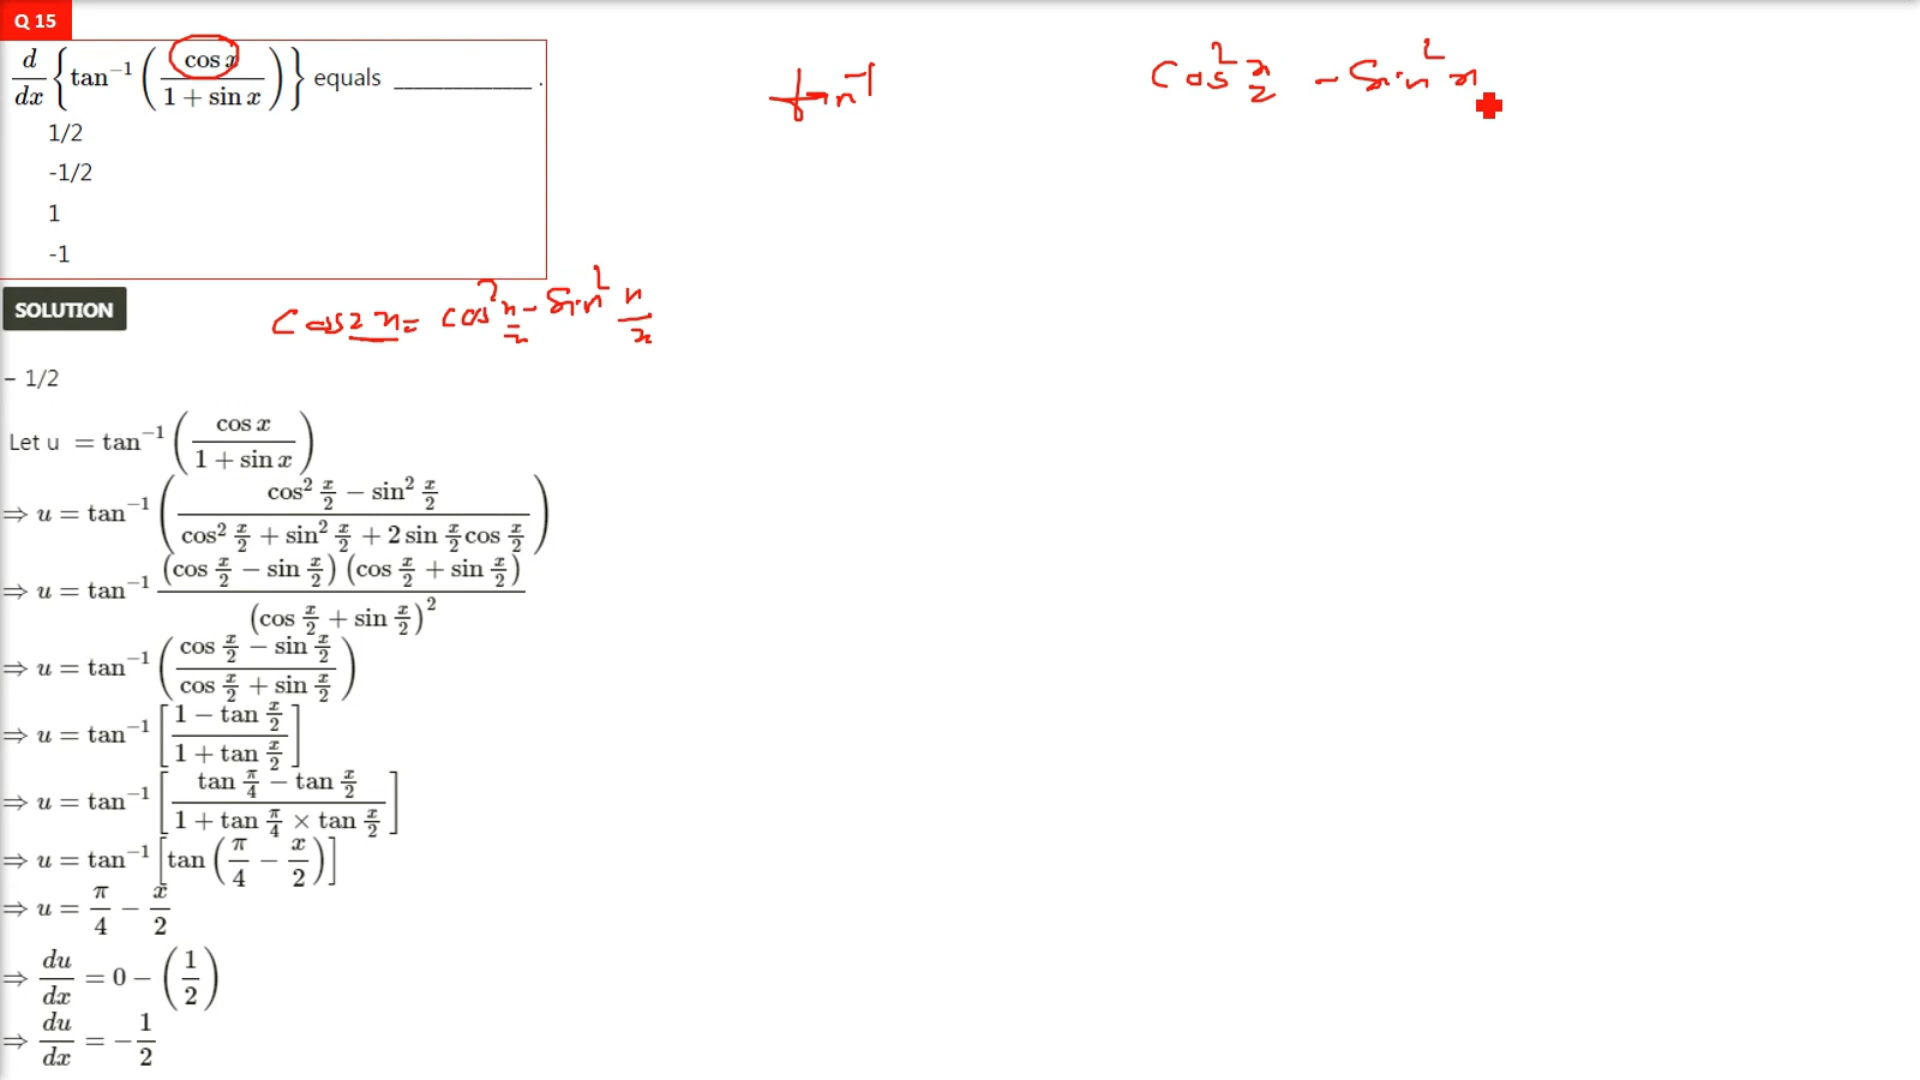 Q 15
d/dx {tan⁻¹ (cos x / 1 + sin x)} equals ____________ .
1/2
-1/2
1
-1
SOLUTION
cos 2x = cos² x/2 - sin² x/2
tan⁻¹
cos² x/2 - sin² x
- 1/2
Let u = tan⁻¹ (cos x / 1 + sin x)
⇒ u = tan⁻¹ (cos² x/2 − sin² x/2 / cos² x/2 + sin² x/2 + 2 sin x/2 cos x/2)
⇒ u = tan⁻¹ (cos x/2 − sin x/2) (cos x/2 + sin x/2) / (cos x/2 + sin x/2)²
⇒ u = tan⁻¹ (cos x/2 − sin x/2 / cos x/2 + sin x/2)
⇒ u = tan⁻¹ [1 − tan x/2 / 1 + tan x/2]
⇒ u = tan⁻¹ [tan π/4 − tan x/2 / 1 + tan π/4 × tan x/2]
⇒ u = tan⁻¹ [tan (π/4 − x/2)]
⇒ u = π/4 − x/2
⇒ du/dx = 0 − (1/2)
⇒ du/dx = − 1/2